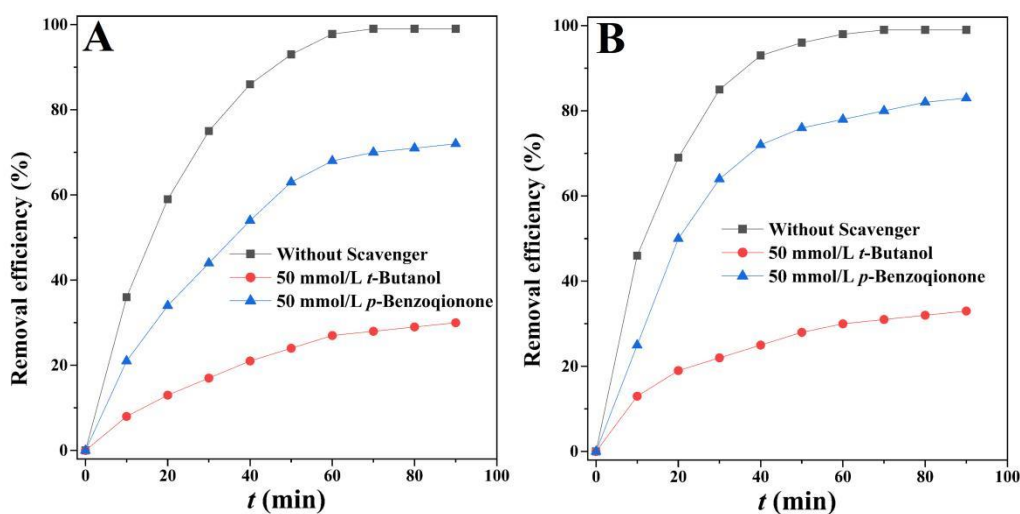 A
Removal efficiency (%)
100
80
60
40
20
0
Without Scavenger
50 mmol/L t-Butanol
50 mmol/L p-Benzoqionone
0 20 40 60 80 100
t (min)
B
Removal efficiency (%)
100
80
60
40
20
0
Without Scavenger
50 mmol/L t-Butanol
50 mmol/L p-Benzoqionone
0 20 40 60 80 100
t (min)